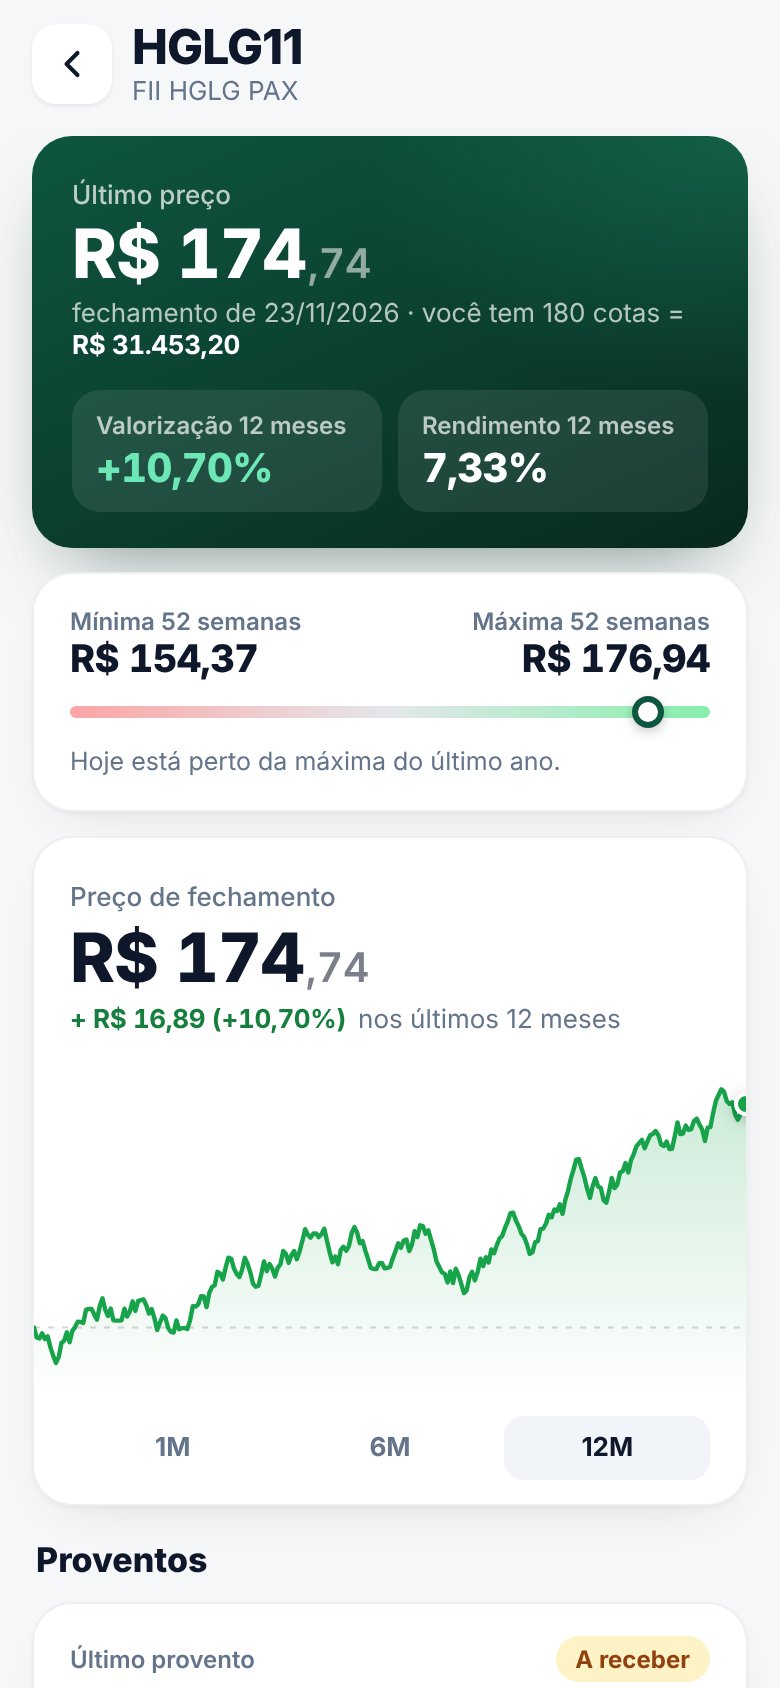 HGLG11
FII HGLG PAX
Último preço
R$ 174,74
fechamento de 23/11/2026 · você tem 180 cotas =
R$ 31.453,20
Valorização 12 meses
+10,70%
Rendimento 12 meses
7,33%
Mínima 52 semanas
R$ 154,37
Máxima 52 semanas
R$ 176,94
Hoje está perto da máxima do último ano.
Preço de fechamento
R$ 174,74
+ R$ 16,89 (+10,70%) nos últimos 12 meses
1M
6M
12M
Proventos
Último provento
A receber